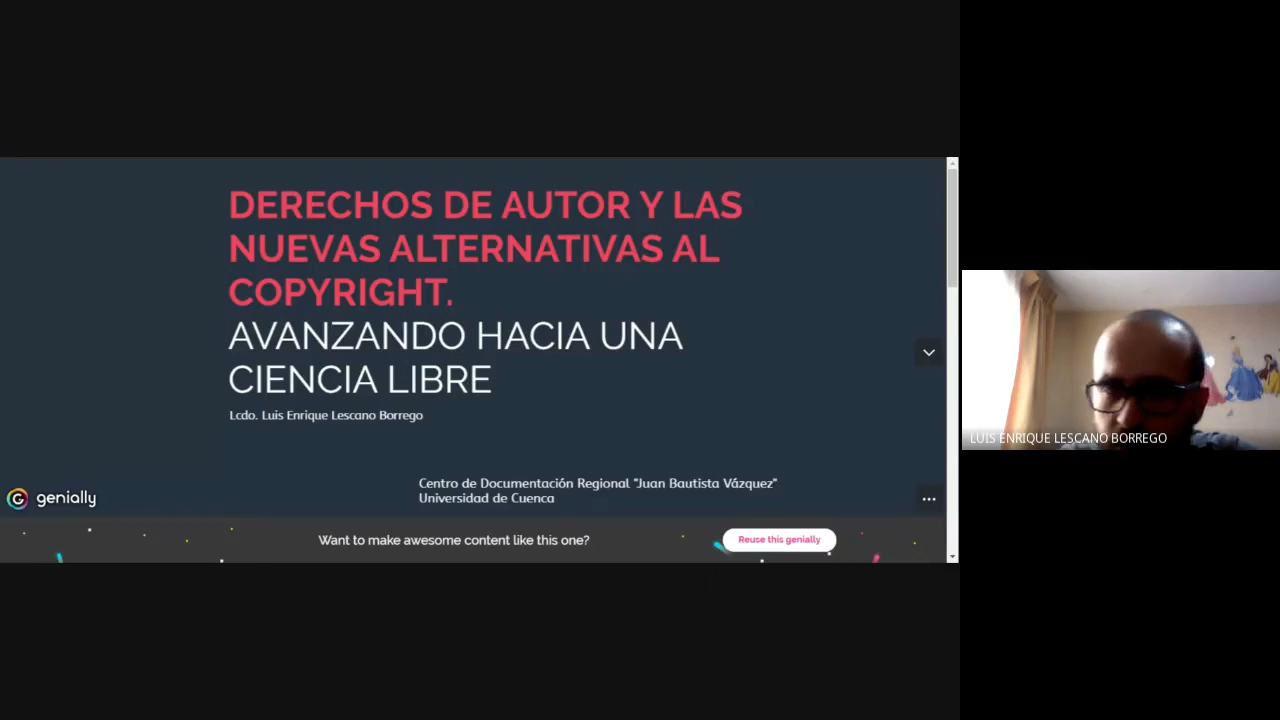 DERECHOS DE AUTOR Y LAS
NUEVAS ALTERNATIVAS AL
COPYRIGHT.
AVANZANDO HACIA UNA
CIENCIA LIBRE
Lcdo. Luis Enrique Lescano Borrego
Centro de Documentación Regional "Juan Bautista Vázquez"
Universidad de Cuenca
genially
Want to make awesome content like this one?
Reuse this genially
LUIS ENRIQUE LESCANO BORREGO